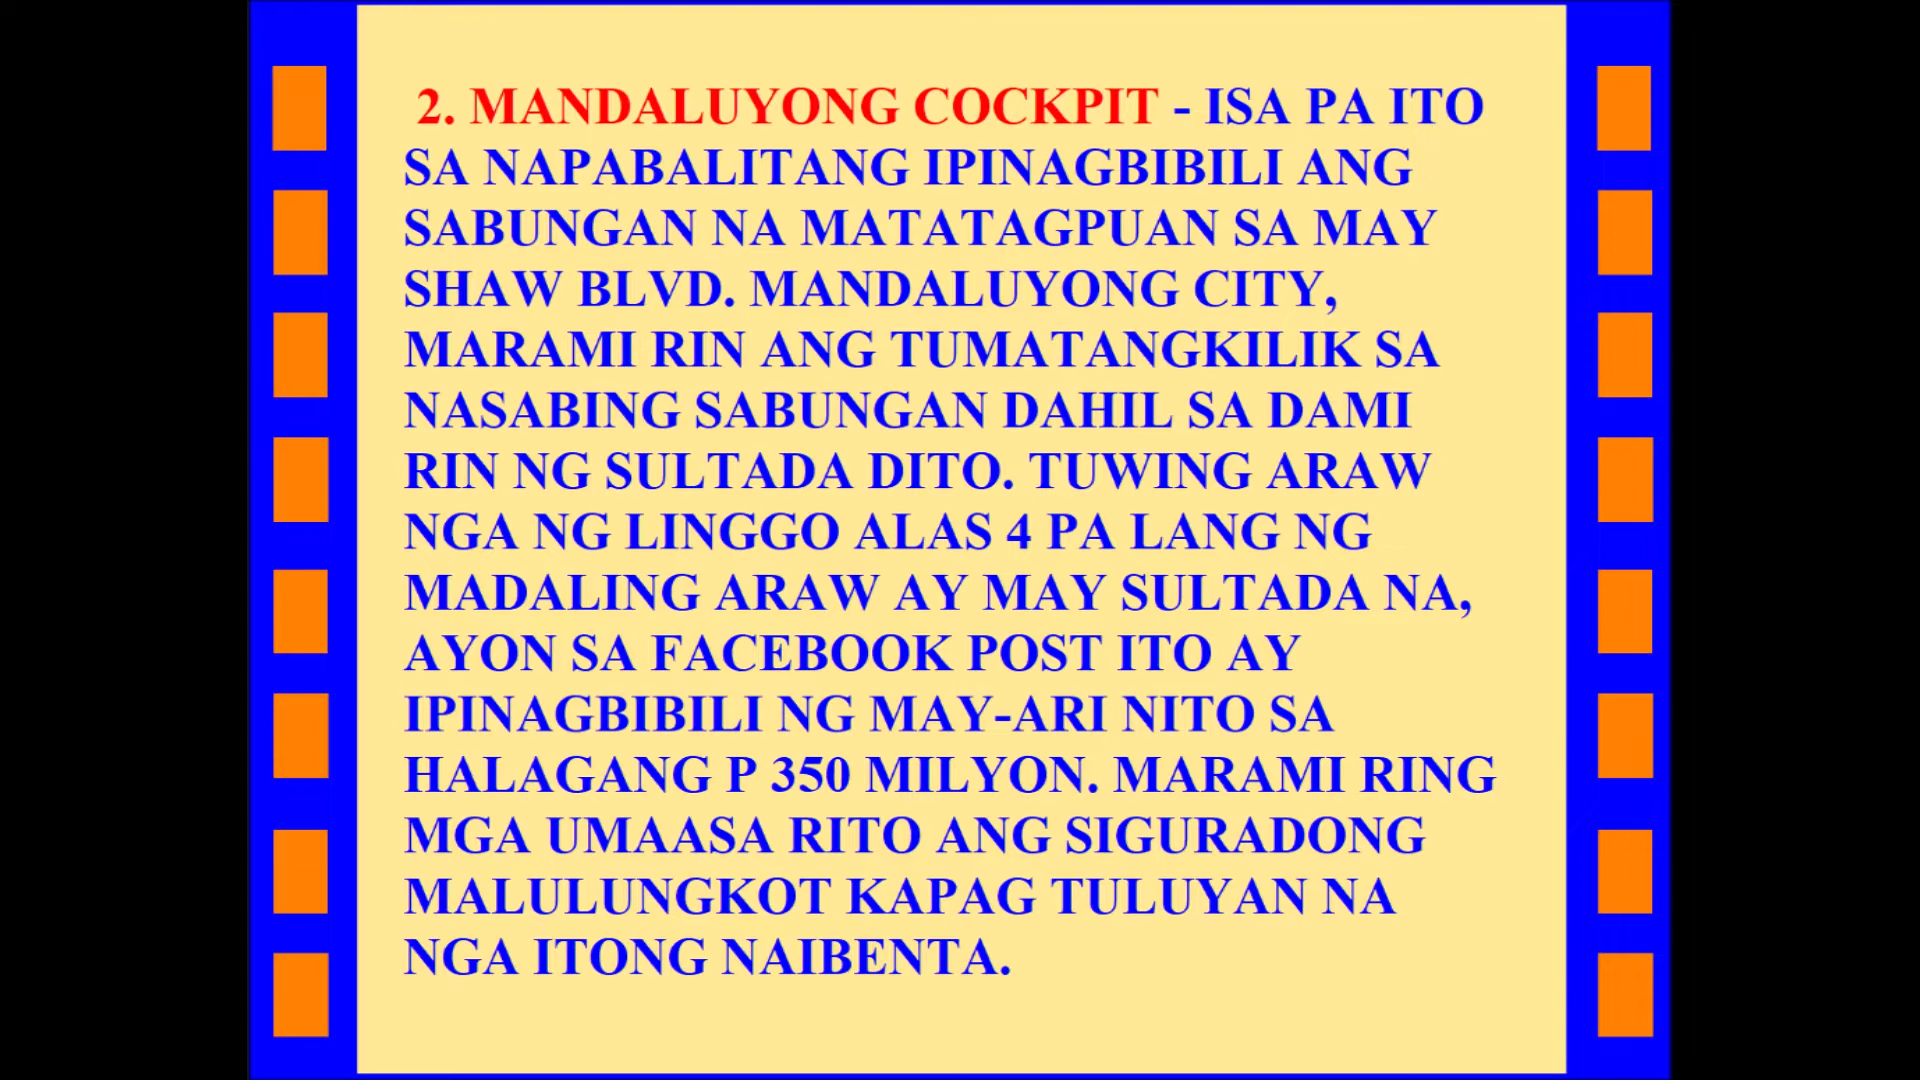 2. MANDALUYONG COCKPIT - ISA PA ITO
SA NAPABALITANG IPINAGBIBILI ANG
SABUNGAN NA MATATAGPUAN SA MAY
SHAW BLVD. MANDALUYONG CITY,
MARAMI RIN ANG TUMATANGKILIK SA
NASABING SABUNGAN DAHIL SA DAMI
RIN NG SULTADA DITO. TUWING ARAW
NGA NG LINGGO ALAS 4 PA LANG NG
MADALING ARAW AY MAY SULTADA NA,
AYON SA FACEBOOK POST ITO AY
IPINAGBIBILI NG MAY-ARI NITO SA
HALAGANG P 350 MILYON. MARAMI RING
MGA UMAASA RITO ANG SIGURADONG
MALULUNGKOT KAPAG TULUYAN NA
NGA ITONG NAIBENTA.